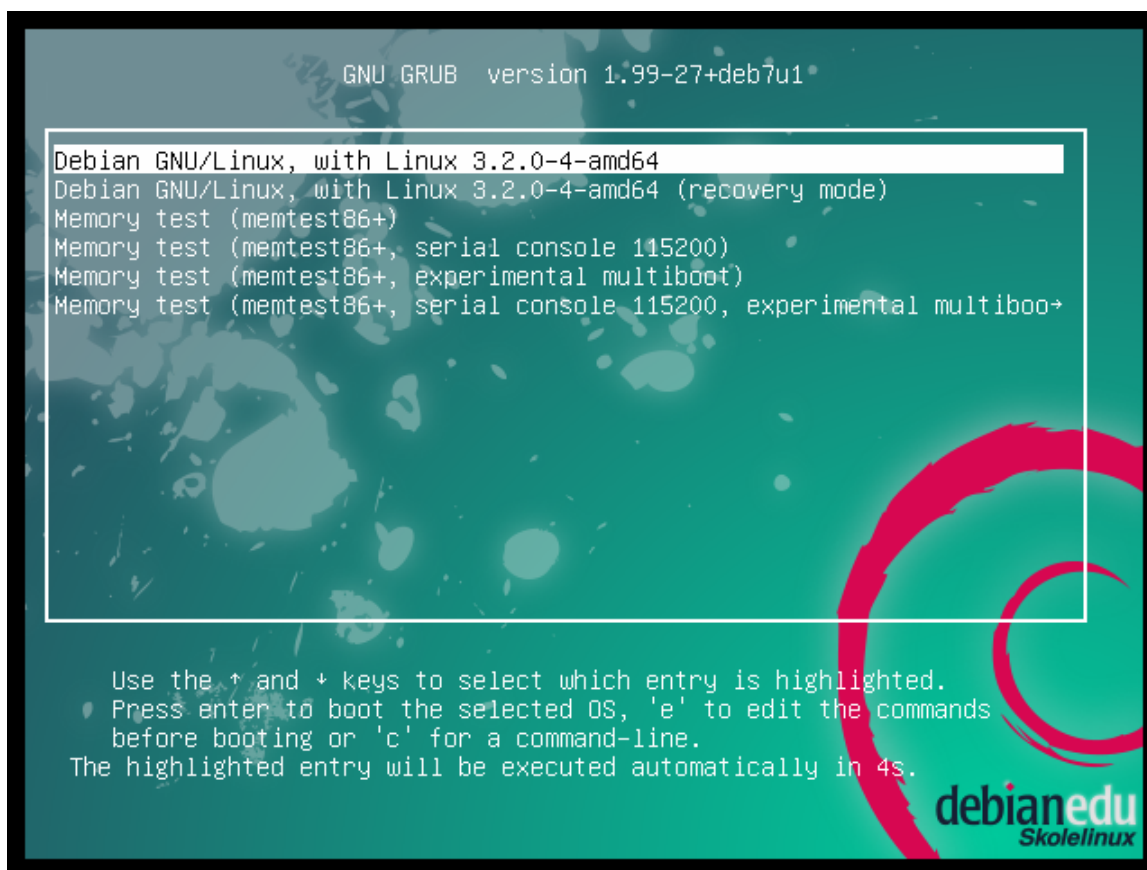 GNU GRUB version 1.99-27+deb7u1
Debian GNU/Linux, with Linux 3.2.0-4-amd64
Debian GNU/Linux, with Linux 3.2.0-4-amd64 (recovery mode)
Memory test (memtest86+)
Memory test (memtest86+, serial console 115200)
Memory test (memtest86+, experimental multiboot)
Memory test (memtest86+, serial console 115200, experimental multiboo→
Use the ↑ and ↓ keys to select which entry is highlighted.
Press enter to boot the selected OS, 'e' to edit the commands
before booting or 'c' for a command-line.
The highlighted entry will be executed automatically in 4s.
debianedu
Skolelinux